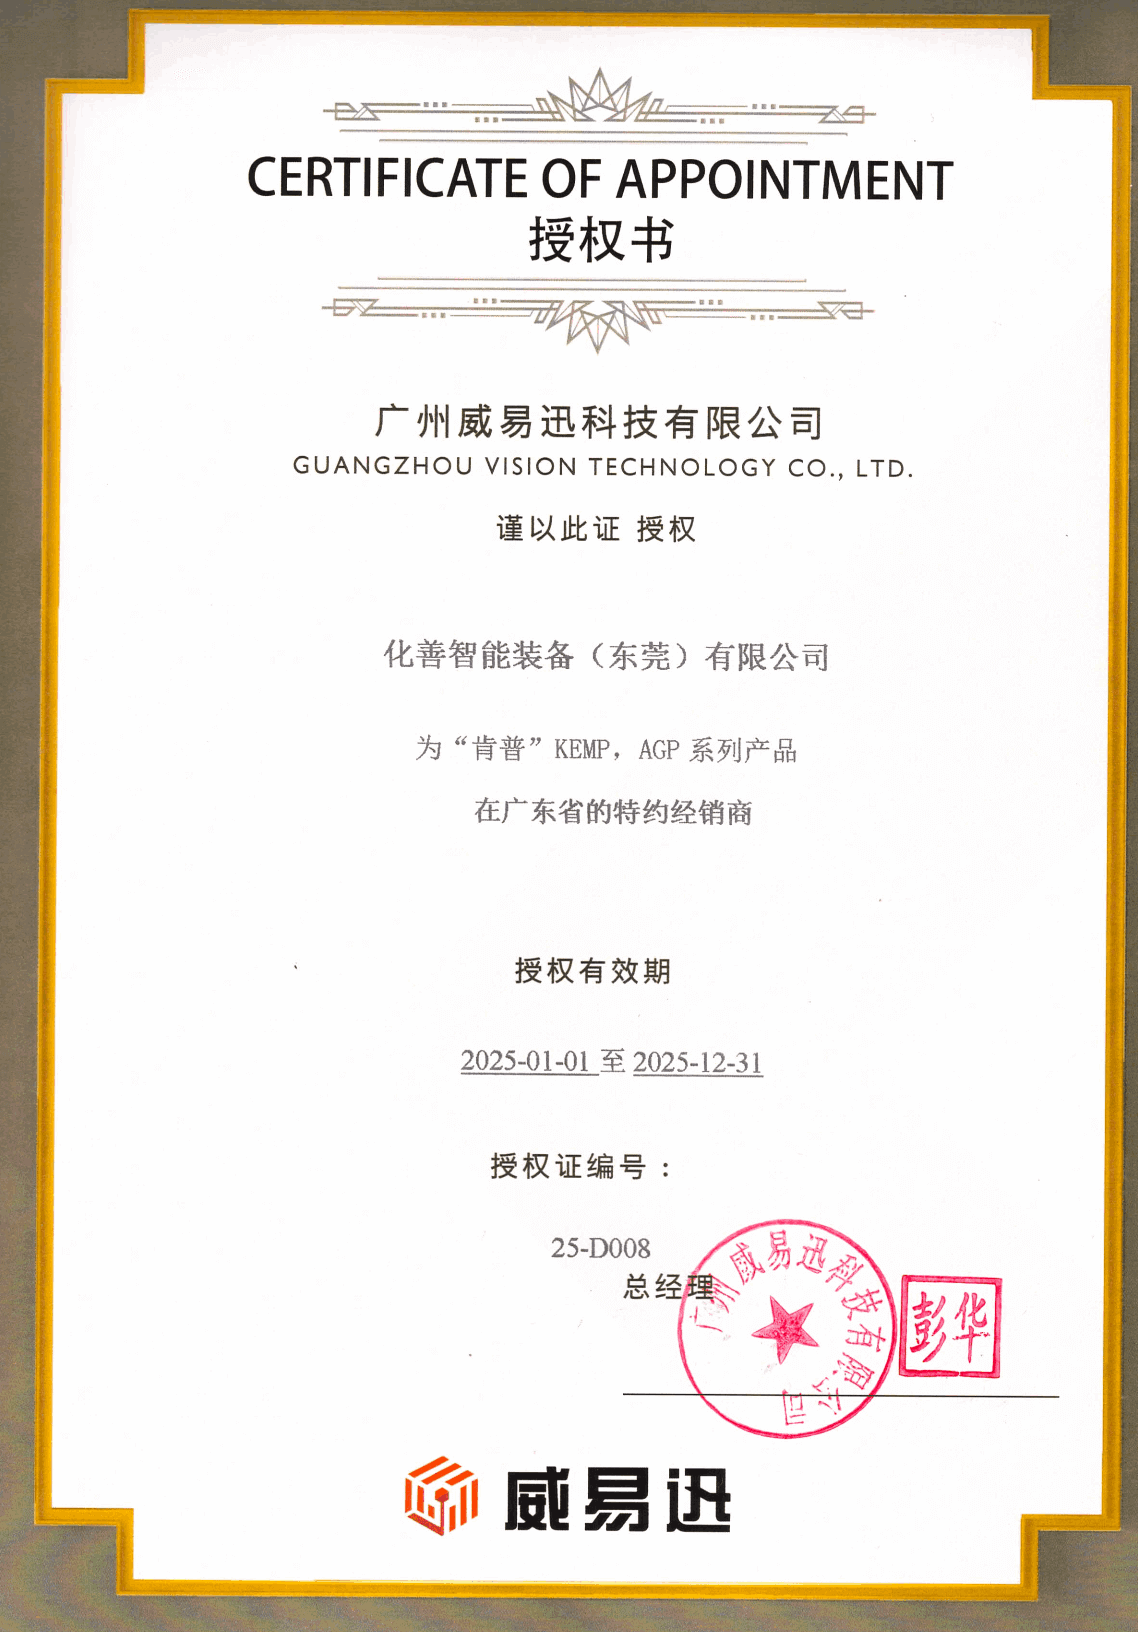 CERTIFICATE OF APPOINTMENT
授权书
广州威易迅科技有限公司
GUANGZHOU VISION TECHNOLOGY CO., LTD.
谨以此证 授权
化善智能装备（东莞）有限公司
为“肯普”KEMP，AGP 系列产品
在广东省的特约经销商
授权有效期
2025-01-01 至 2025-12-31
授权证编号：
25-D008
总经理
广州威易迅科技有限公司
彭华
威易迅